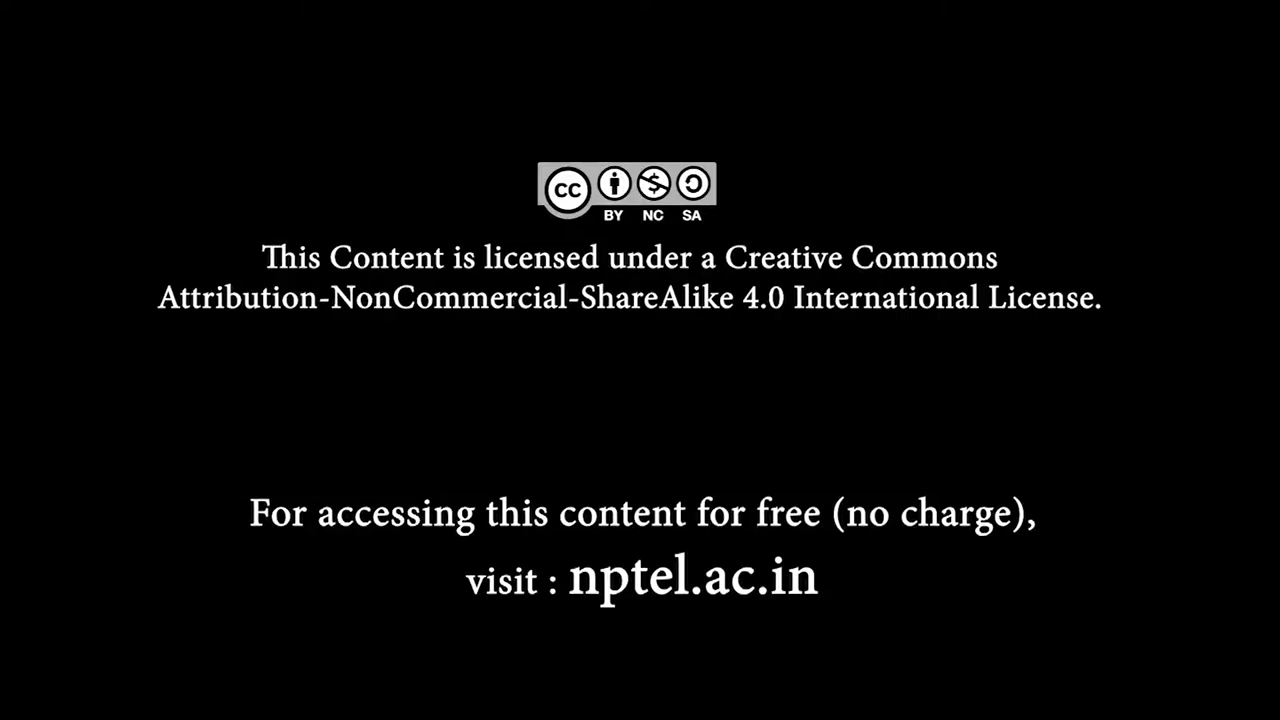 CC BY NC SA
This Content is licensed under a Creative Commons
Attribution-NonCommercial-ShareAlike 4.0 International License.
For accessing this content for free (no charge),
visit : nptel.ac.in